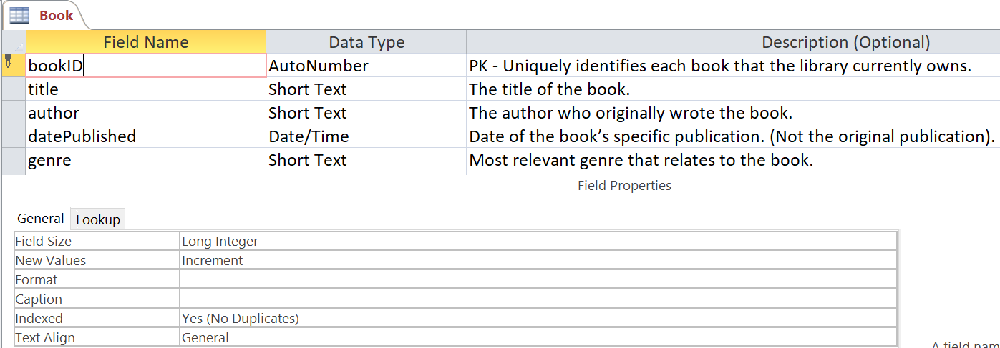 Book
Field Name Data Type Description (Optional)
bookID AutoNumber PK - Uniquely identifies each book that the library currently owns.
title Short Text The title of the book.
author Short Text The author who originally wrote the book.
datePublished Date/Time Date of the book’s specific publication. (Not the original publication).
genre Short Text Most relevant genre that relates to the book.
Field Properties
General Lookup
Field Size Long Integer
New Values Increment
Format
Caption
Indexed Yes (No Duplicates)
Text Align General
A field